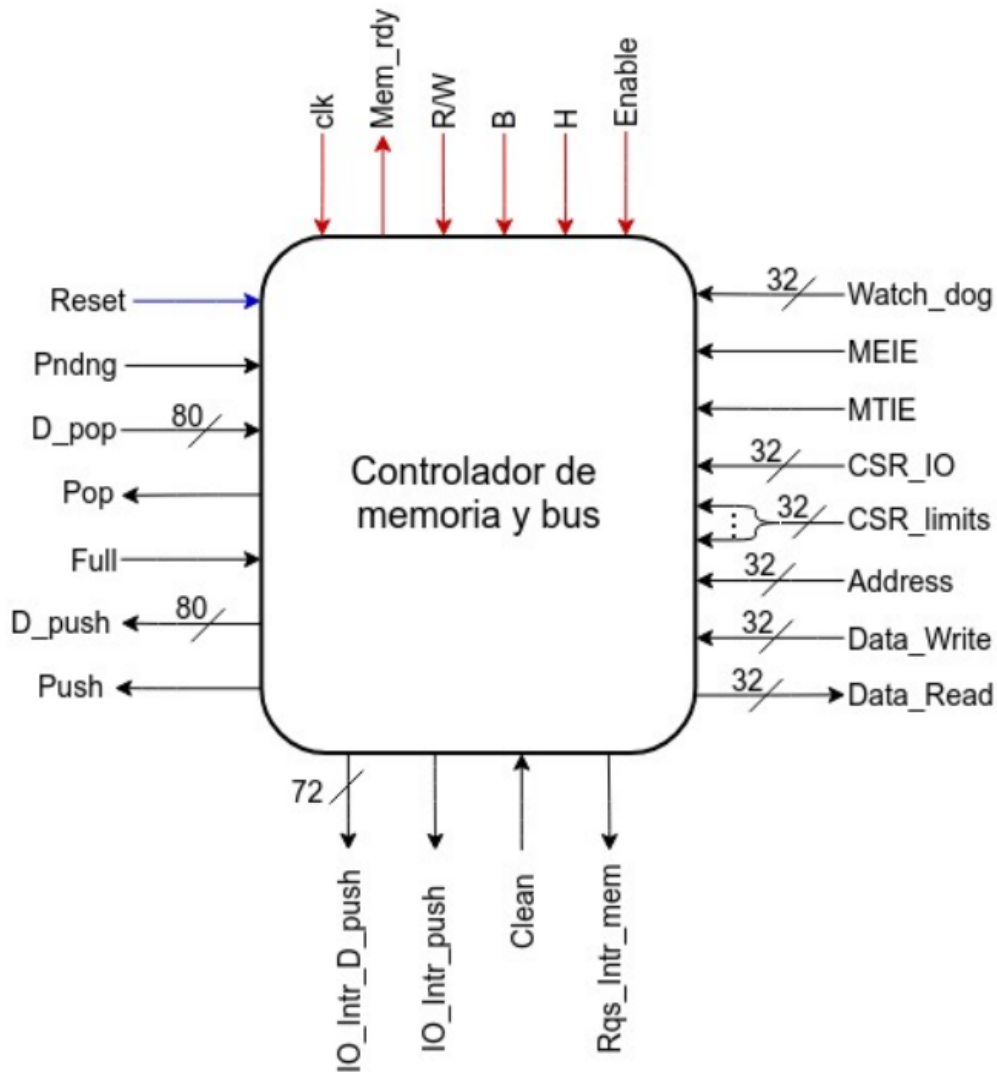 clk
Mem_rdy
R/W
B
H
Enable
Reset
Pndng
D_pop
80
Pop
Full
D_push
80
Push
Controlador de
memoria y bus
32
Watch_dog
MEIE
MTIE
32
CSR_IO
32
CSR_limits
32
Address
32
Data_Write
32
Data_Read
72
IO_Intr_D_push
IO_Intr_push
Clean
Rqs_Intr_mem